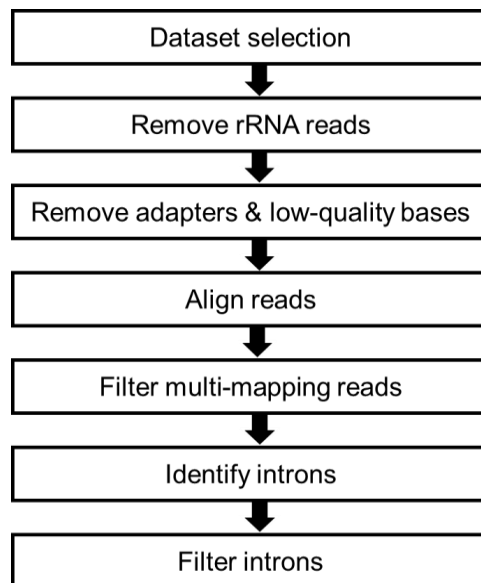 Dataset selection
Remove rRNA reads
Remove adapters & low-quality bases
Align reads
Filter multi-mapping reads
Identify introns
Filter introns